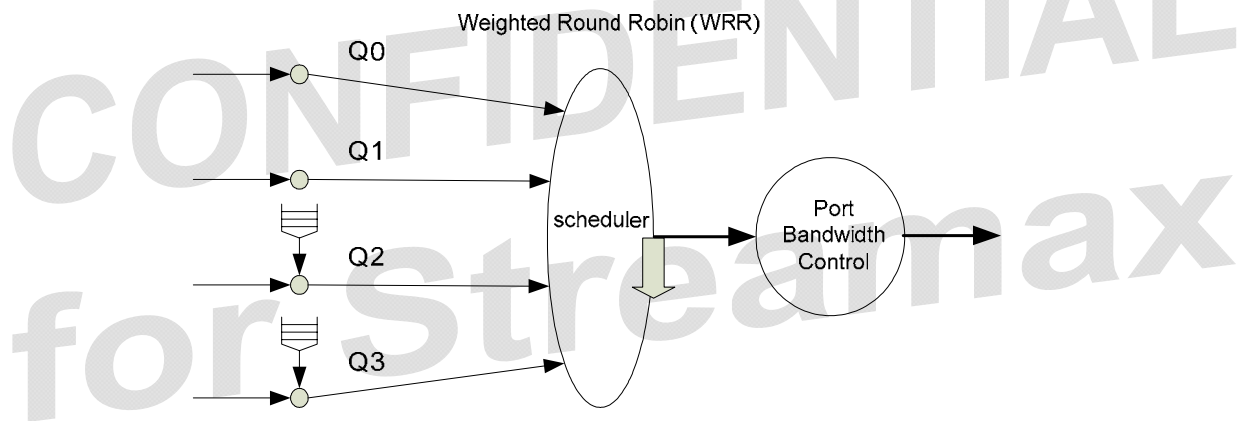 Weighted Round Robin (WRR)
Q0
Q1
Q2
Q3
scheduler
Port
Bandwidth
Control
CONFIDENTIAL
for Streamax